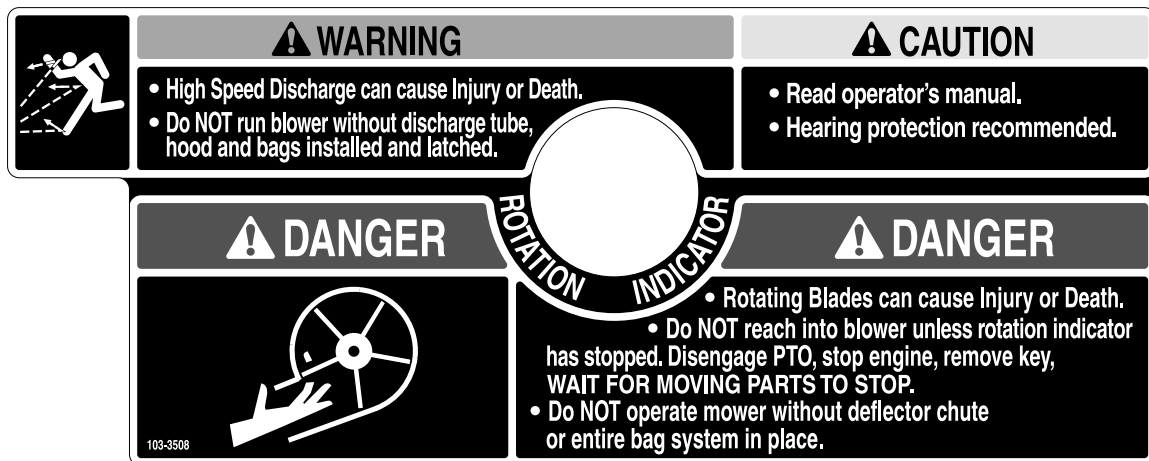 WARNING
• High Speed Discharge can cause Injury or Death.
• Do NOT run blower without discharge tube,
hood and bags installed and latched.
CAUTION
• Read operator's manual.
• Hearing protection recommended.
ROTATION INDICATOR
DANGER
103-3508
DANGER
• Rotating Blades can cause Injury or Death.
• Do NOT reach into blower unless rotation indicator
has stopped. Disengage PTO, stop engine, remove key,
WAIT FOR MOVING PARTS TO STOP.
• Do NOT operate mower without deflector chute
or entire bag system in place.